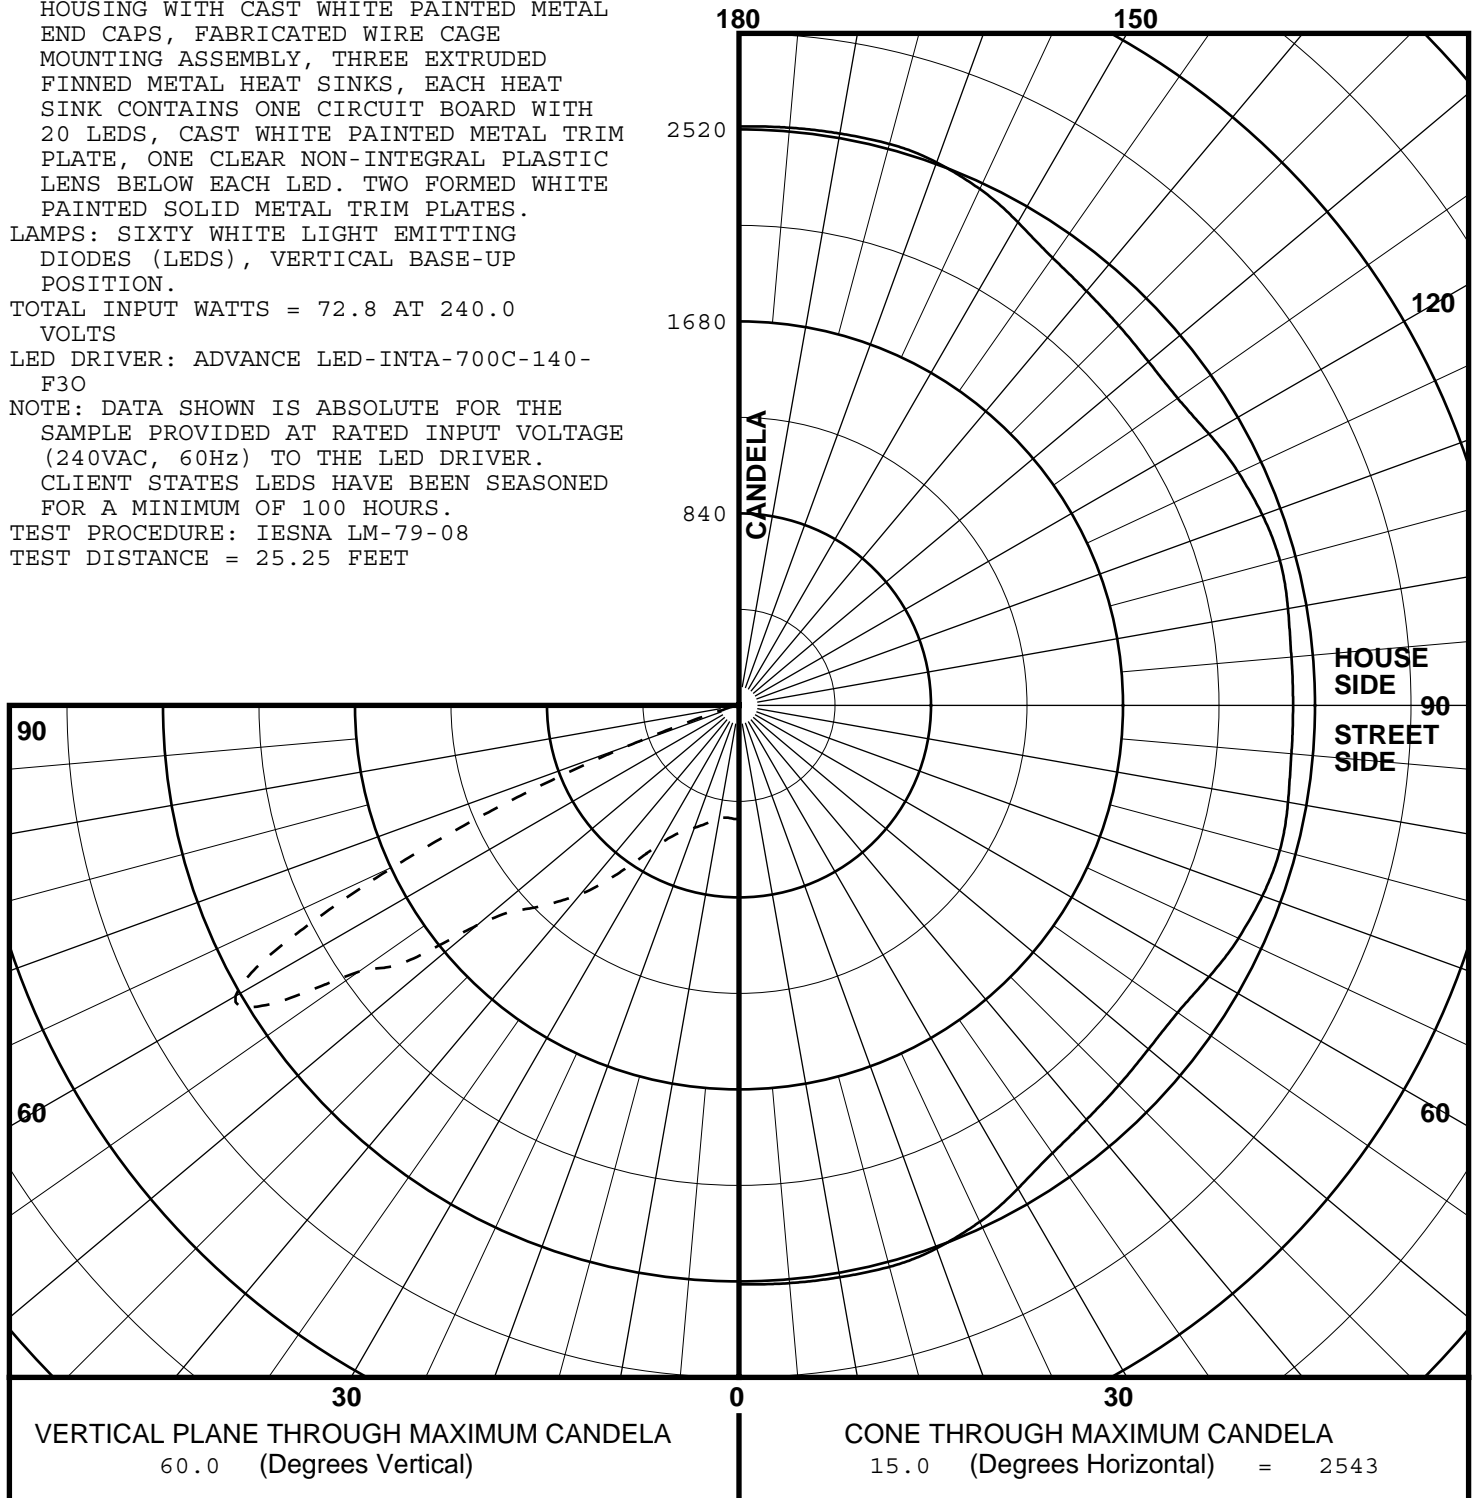 HOUSING WITH CAST WHITE PAINTED METAL
END CAPS, FABRICATED WIRE CAGE
MOUNTING ASSEMBLY, THREE EXTRUDED
FINNED METAL HEAT SINKS, EACH HEAT
SINK CONTAINS ONE CIRCUIT BOARD WITH
20 LEDS, CAST WHITE PAINTED METAL TRIM
PLATE, ONE CLEAR NON-INTEGRAL PLASTIC
LENS BELOW EACH LED. TWO FORMED WHITE
PAINTED SOLID METAL TRIM PLATES.
LAMPS: SIXTY WHITE LIGHT EMITTING
DIODES (LEDS), VERTICAL BASE-UP
POSITION.
TOTAL INPUT WATTS = 72.8 AT 240.0
VOLTS
LED DRIVER: ADVANCE LED-INTA-700C-140-
F3O
NOTE: DATA SHOWN IS ABSOLUTE FOR THE
SAMPLE PROVIDED AT RATED INPUT VOLTAGE
(240VAC, 60Hz) TO THE LED DRIVER.
CLIENT STATES LEDS HAVE BEEN SEASONED
FOR A MINIMUM OF 100 HOURS.
TEST PROCEDURE: IESNA LM-79-08
TEST DISTANCE = 25.25 FEET
180
150
2520
120
1680
CANDELA
840
HOUSE
SIDE
90
STREET
SIDE
90
60
60
30
0
30
VERTICAL PLANE THROUGH MAXIMUM CANDELA
60.0 (Degrees Vertical)
CONE THROUGH MAXIMUM CANDELA
15.0 (Degrees Horizontal) = 2543